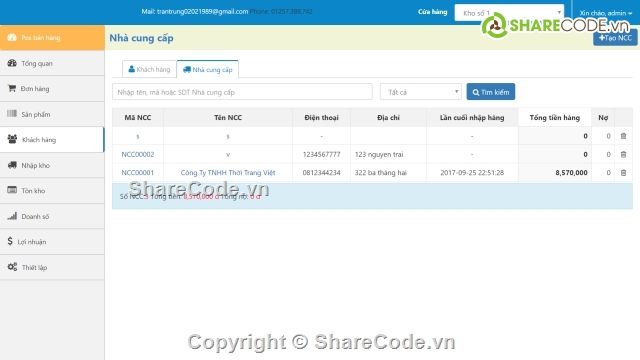 Mail: trantrung02021989@gmail.com Phone: 01257.388.742
Cửa hàng
Kho số 1
Xin chào, admin
SHARECODE.VN
Pos bán hàng
Nhà cung cấp
+Tạo NCC
Tổng quan
Đơn hàng
Sản phẩm
Khách hàng
Nhập kho
Tồn kho
Doanh số
Lợi nhuận
Thiết lập
Khách hàng
Nhà cung cấp
Nhập tên, mã hoặc SDT Nhà cung cấp
Tất cả
Tìm kiếm
Mã NCC Tên NCC Điện thoại Địa chỉ Lần cuối nhập hàng Tổng tiền hàng Nợ
s s - - 0 0
NCC00002 v 1234567777 123 nguyen trai - 0 0
NCC00001 Công Ty TNHH Thời Trang Việt 0812344234 322 ba tháng hai 2017-09-25 22:51:28 8,570,000 0
ShareCode.vn
Số NCC:3 Tổng tiền: 8,570,000 đ Tổng nợ: 0 đ
Copyright © ShareCode.vn